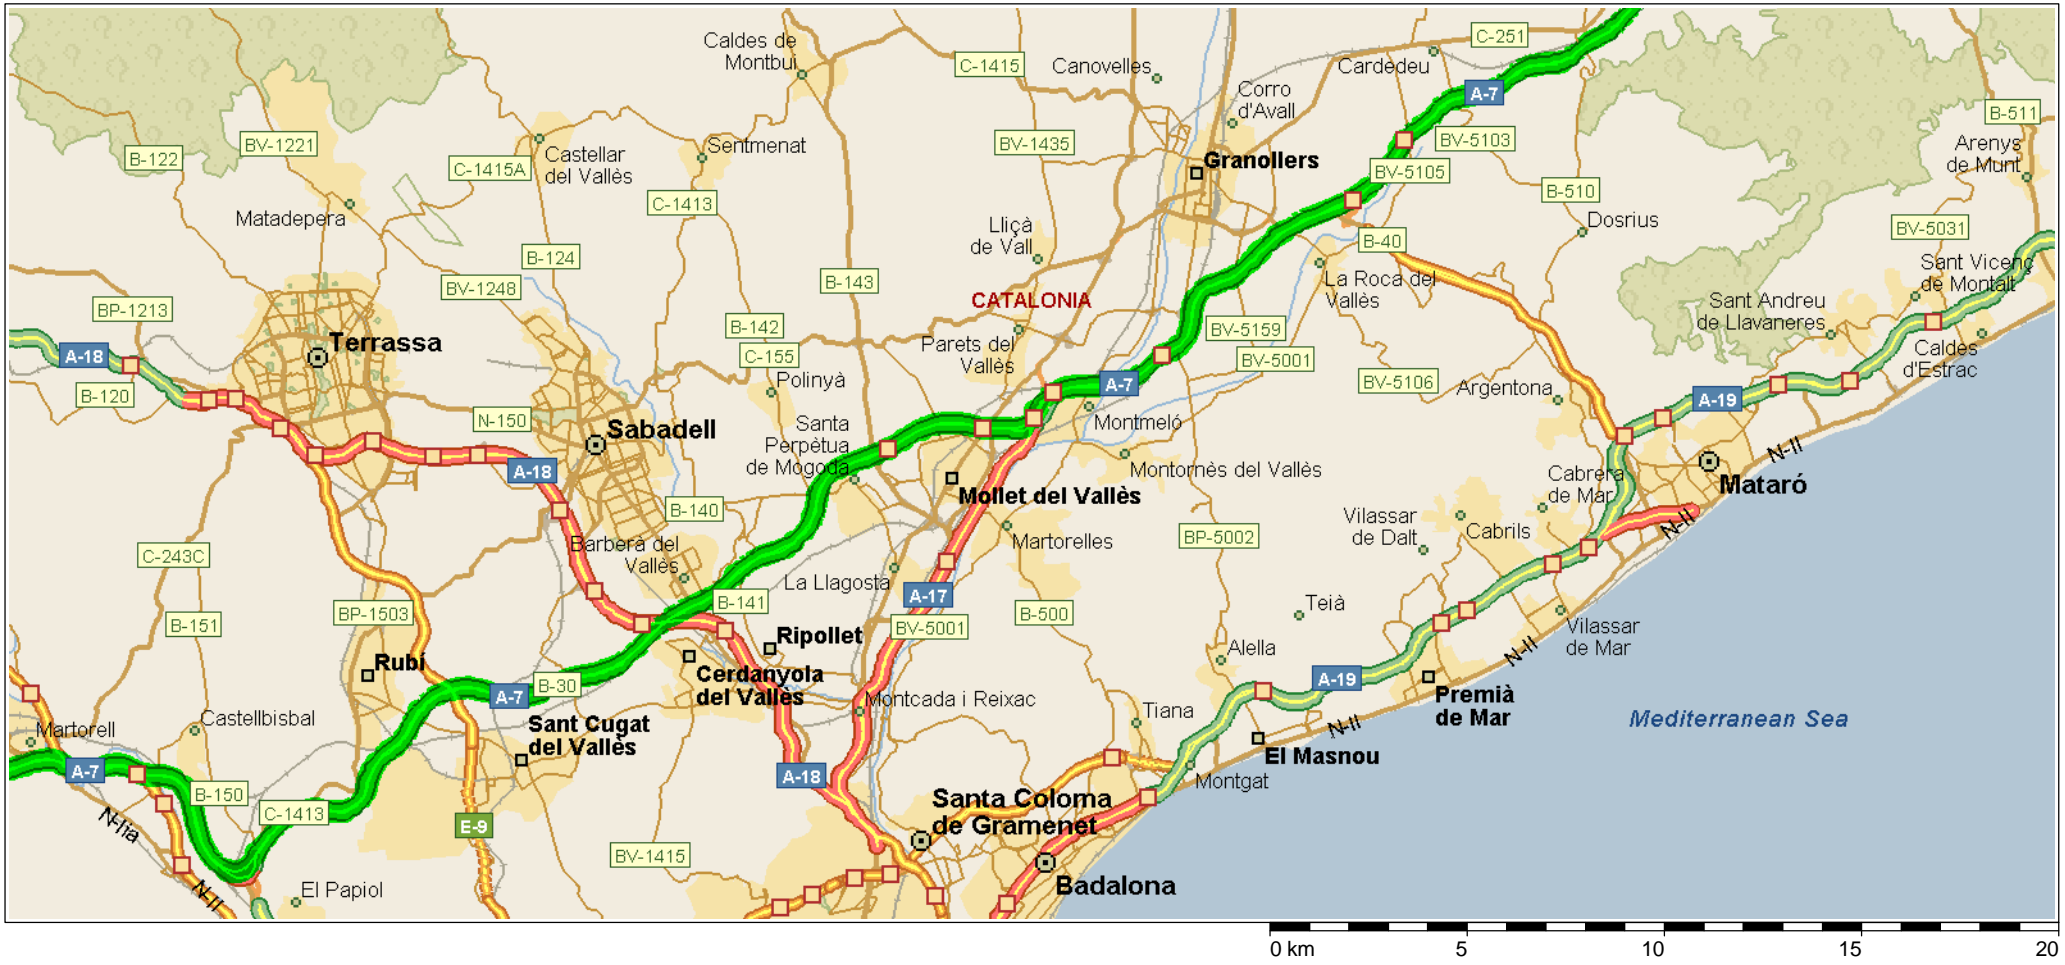 Caldes de
Montbui
C-1415
Canovelles
C-251
Cardedeu
A-7
Corro
d'Avall
B-511
Arenys
de Munt
B-122
BV-1221
C-1415A
Castellar
del Vallès
Sentmenat
BV-1435
Granollers
BV-5103
BV-5105
B-510
Matadepera
C-1413
Lliçà
de Vall
Dosrius
BV-5031
B-124
B-40
BV-1248
B-143
CATALONIA
La Roca del
Vallès
Sant Vicenç
de Montalt
Sant Andreu
de Llavaneres
BP-1213
Terrassa
B-142
BV-5159
Parets del
Vallès
A-18
C-155
BV-5001
Caldes
d'Estrac
B-120
Polinyà
A-7
BV-5106
Argentona
A-19
N-150
Sabadell
Santa
Perpètua
de Mogoda
Montmeló
N-II
A-18
Montornès del Vallès
Cabrera
de Mar
Mataró
Mollet del Vallès
B-140
Vilassar
de Dalt
Cabrils
N-II
C-243C
Barberà del
Vallès
Martorelles
BP-5002
La Llagosta
A-17
B-141
BP-1503
B-151
B-500
BV-5001
Teià
Vilassar
de Mar
Ripollet
Rubí
Alella
N-II
Cerdanyola
del Vallès
A-7
B-30
A-19
Premià
de Mar
Martorell
Castellbisbal
Sant Cugat
del Vallès
Montcada i Reixac
Tiana
N-II
Mediterranean Sea
El Masnou
A-7
A-18
Montgat
B-150
C-1413
Santa Coloma
de Gramenet
N-IIa
E-9
BV-1415
N-II
El Papiol
Badalona
0 km
5
10
15
20